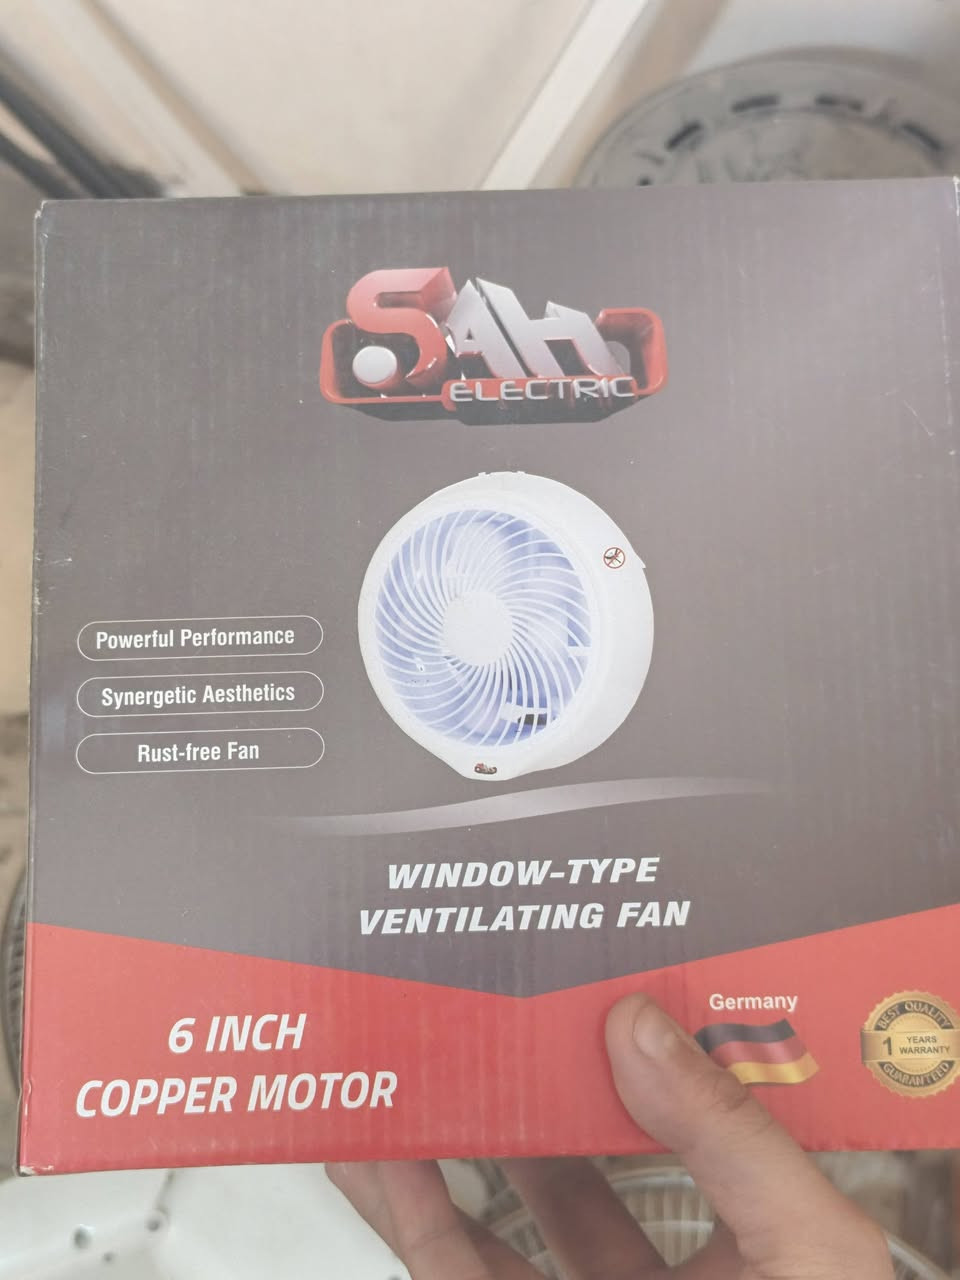 SAH
ELECTRIC
Powerful Performance
Synergetic Aesthetics
Rust-free Fan
WINDOW-TYPE
VENTILATING FAN
6 INCH
COPPER MOTOR
Germany
BEST QUALITY
1 YEARS
WARRANTY
GUARANTEED